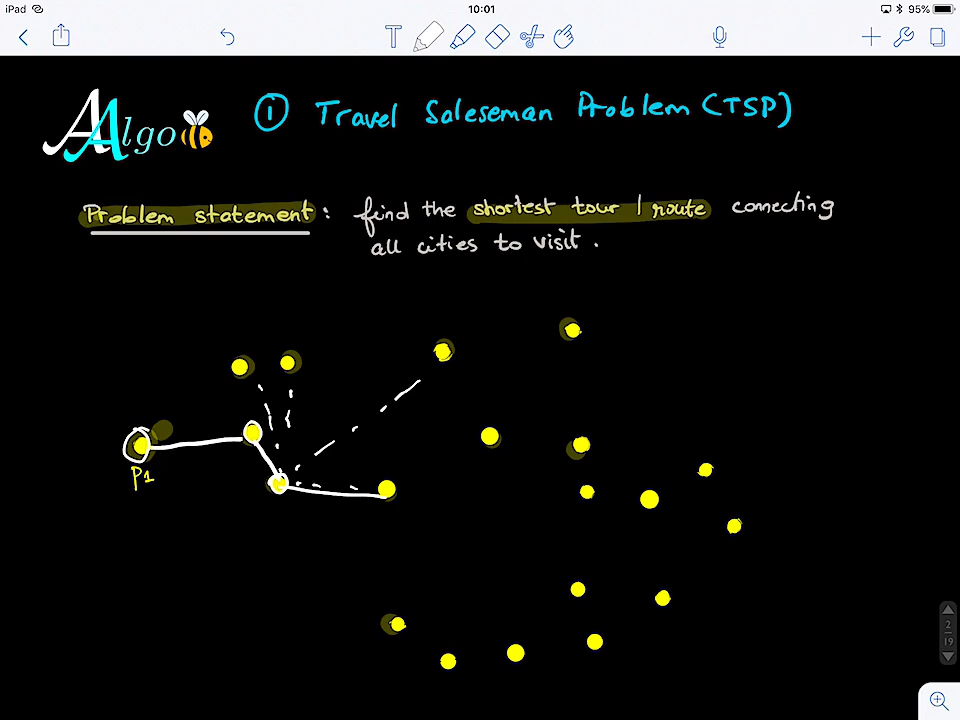 iPad
10:01
95%
T
AAlgo
① Travel Saleseman Problem (TSP)
Problem statement: find the shortest tour / route connecting
all cities to visit.
P1
2
19